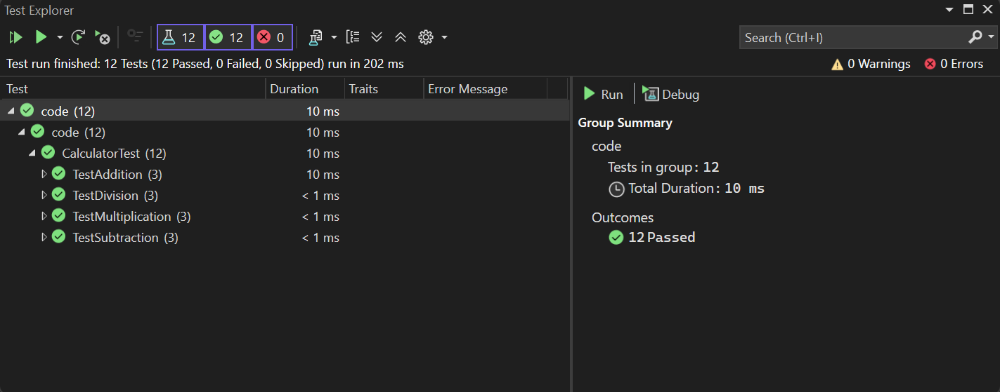 Test Explorer
12 12 0
Search (Ctrl+I)
Test run finished: 12 Tests (12 Passed, 0 Failed, 0 Skipped) run in 202 ms
0 Warnings 0 Errors
Test Duration Traits Error Message
code (12) 10 ms
code (12) 10 ms
CalculatorTest (12) 10 ms
TestAddition (3) 10 ms
TestDivision (3) < 1 ms
TestMultiplication (3) < 1 ms
TestSubtraction (3) < 1 ms
Run Debug
Group Summary
code
Tests in group: 12
Total Duration: 10 ms
Outcomes
12 Passed